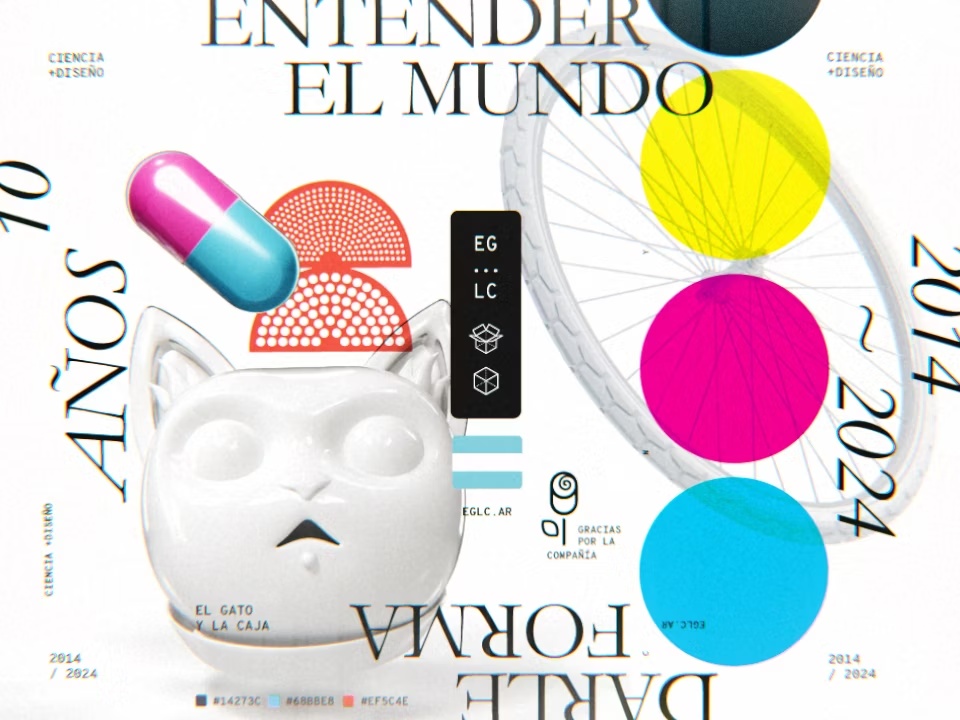 ENTENDER
EL MUNDO
CIENCIA
+DISEÑO
CIENCIA
+DISEÑO
10
AÑOS
2014
~ 2024
EG
...
LC
EGLC.AR
GRACIAS
POR LA
COMPAÑÍA
CIENCIA +DISEÑO
EL GATO
Y LA CAJA
DARLE
FORMA
EGLC.AR
2014
/ 2024
2014
/ 2024
#14273C #68BBE8 #EF5C4E